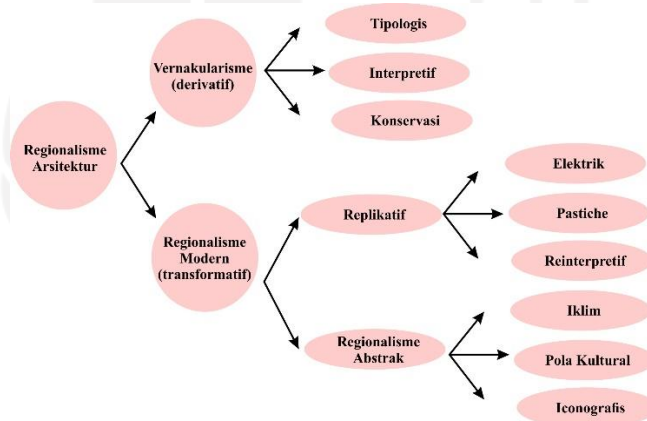 Tipologis
Vernakularisme
(derivatif)
Interpretif
Konservasi
Regionalisme
Arsitektur
Elektrik
Regionalisme
Modern
(transformatif)
Replikatif
Pastiche
Reinterpretif
Iklim
Regionalisme
Abstrak
Pola Kultural
Iconografis